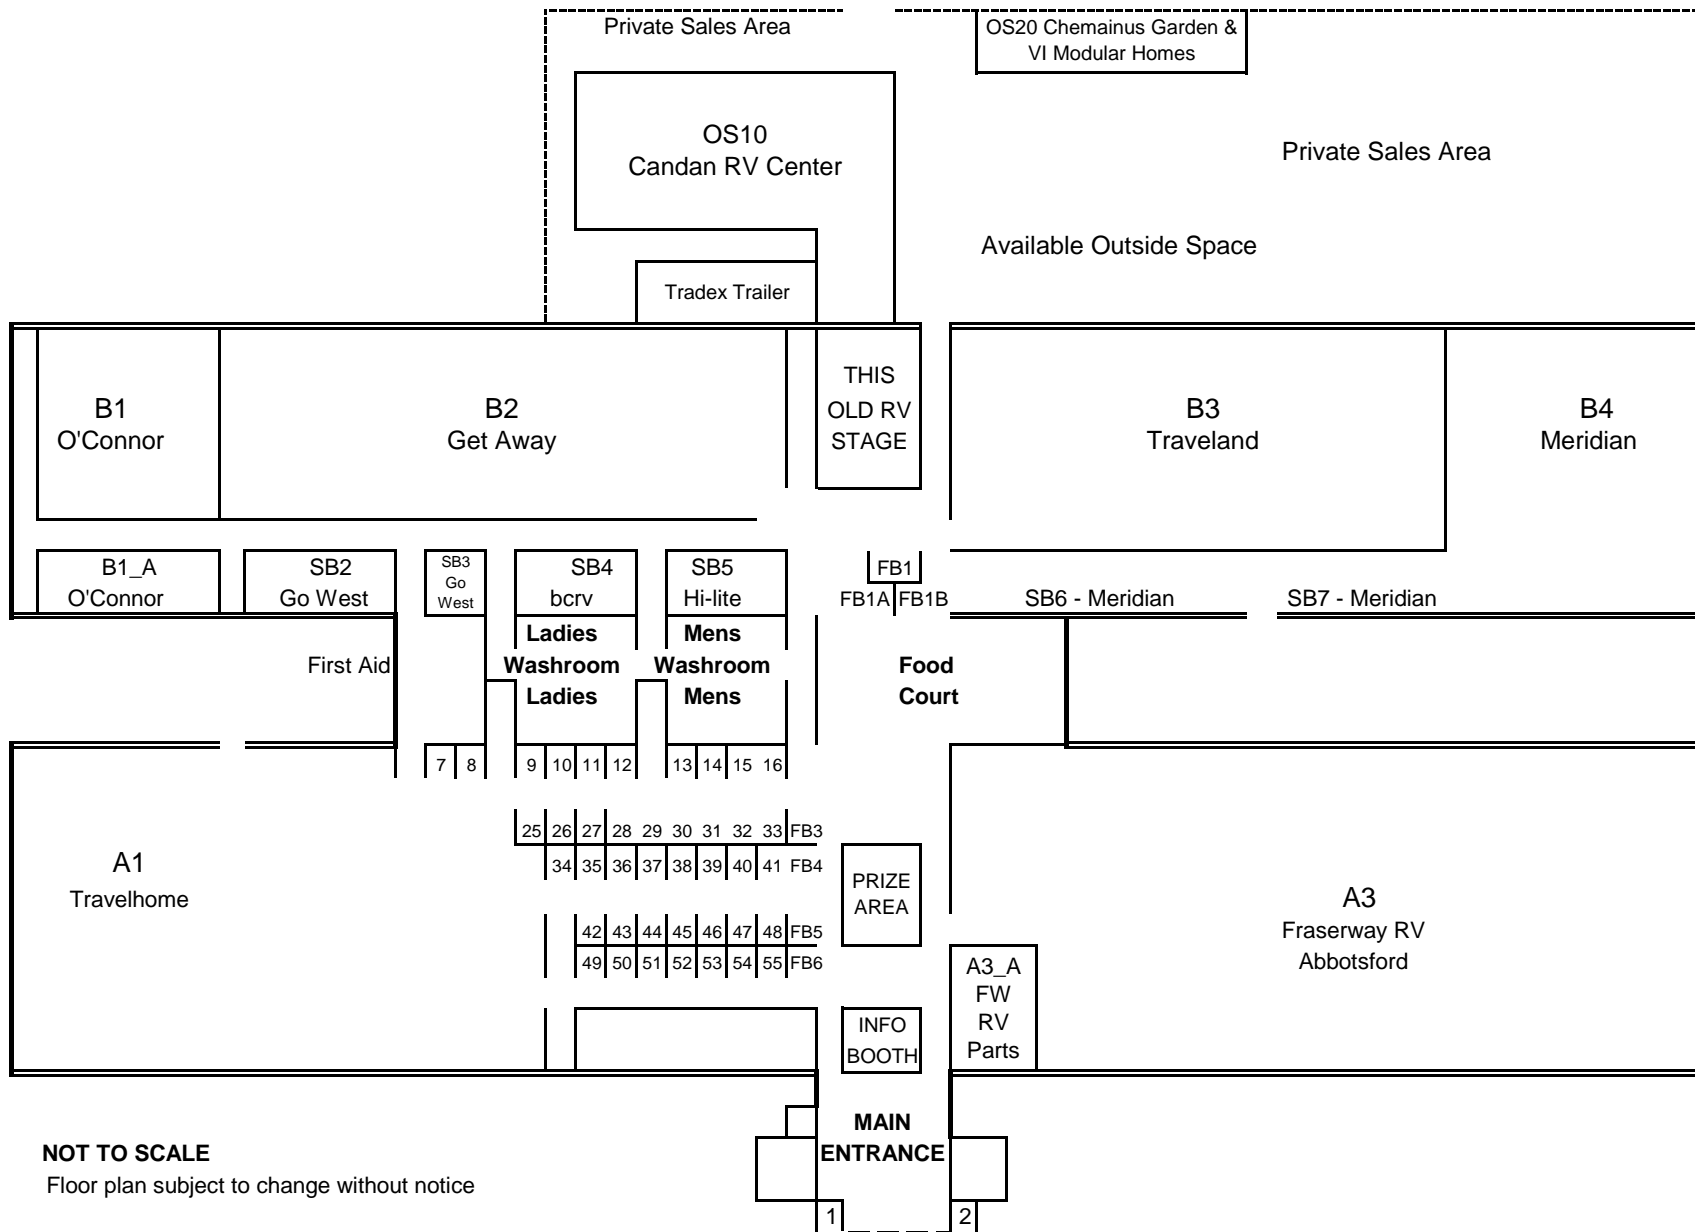 Private Sales Area
OS20 Chemainus Garden &
VI Modular Homes
OS10
Candan RV Center
Private Sales Area
Available Outside Space
Tradex Trailer
B1
O'Connor
B2
Get Away
THIS
OLD RV
STAGE
B3
Traveland
B4
Meridian
B1_A
O'Connor
SB2
Go West
SB3
Go
West
SB4
bcrv
SB5
Hi-lite
FB1
FB1A FB1B
SB6 - Meridian
SB7 - Meridian
First Aid
Ladies
Washroom
Ladies
Mens
Washroom
Mens
Food
Court
7 8 9 10 11 12 13 14 15 16
25 26 27 28 29 30 31 32 33 FB3
34 35 36 37 38 39 40 41 FB4
A1
Travelhome
PRIZE
AREA
A3
Fraserway RV
Abbotsford
42 43 44 45 46 47 48 FB5
49 50 51 52 53 54 55 FB6
A3_A
FW
RV
Parts
INFO
BOOTH
MAIN
ENTRANCE
NOT TO SCALE
Floor plan subject to change without notice
1 2